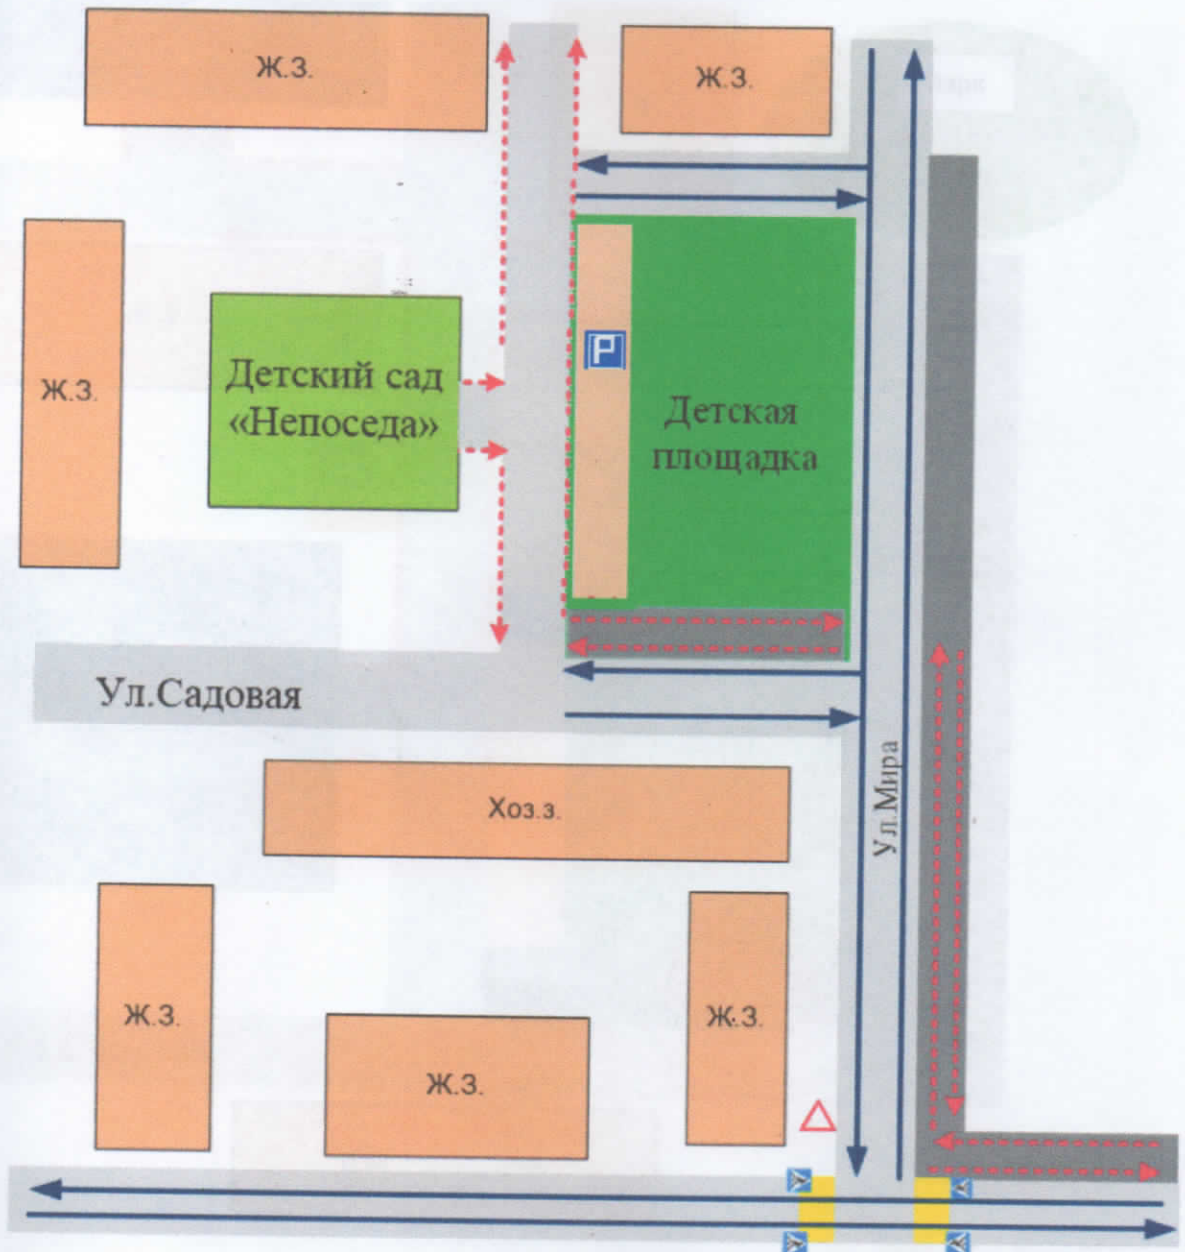 Ж.З.
Ж.З.
Ж.З.
Детский сад
«Непоседа»
P
Детская
площадка
Ул.Садовая
Ул.Мира
Хоз.з.
Ж.З.
Ж.З.
Ж.З.